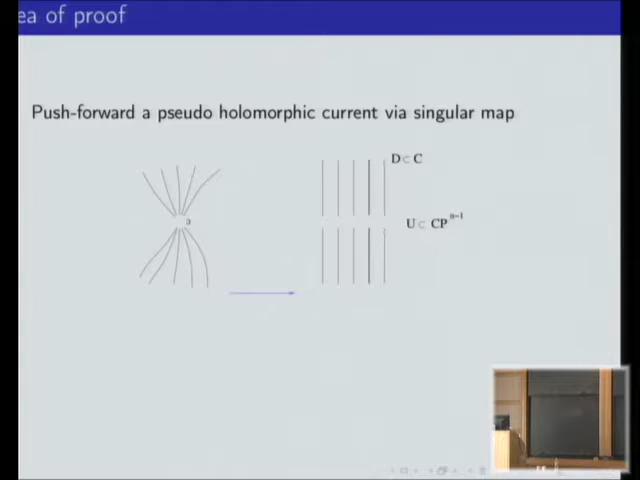 ea of proof
Push-forward a pseudo holomorphic current via singular map
D⊂ C
U⊂ CP^n-1